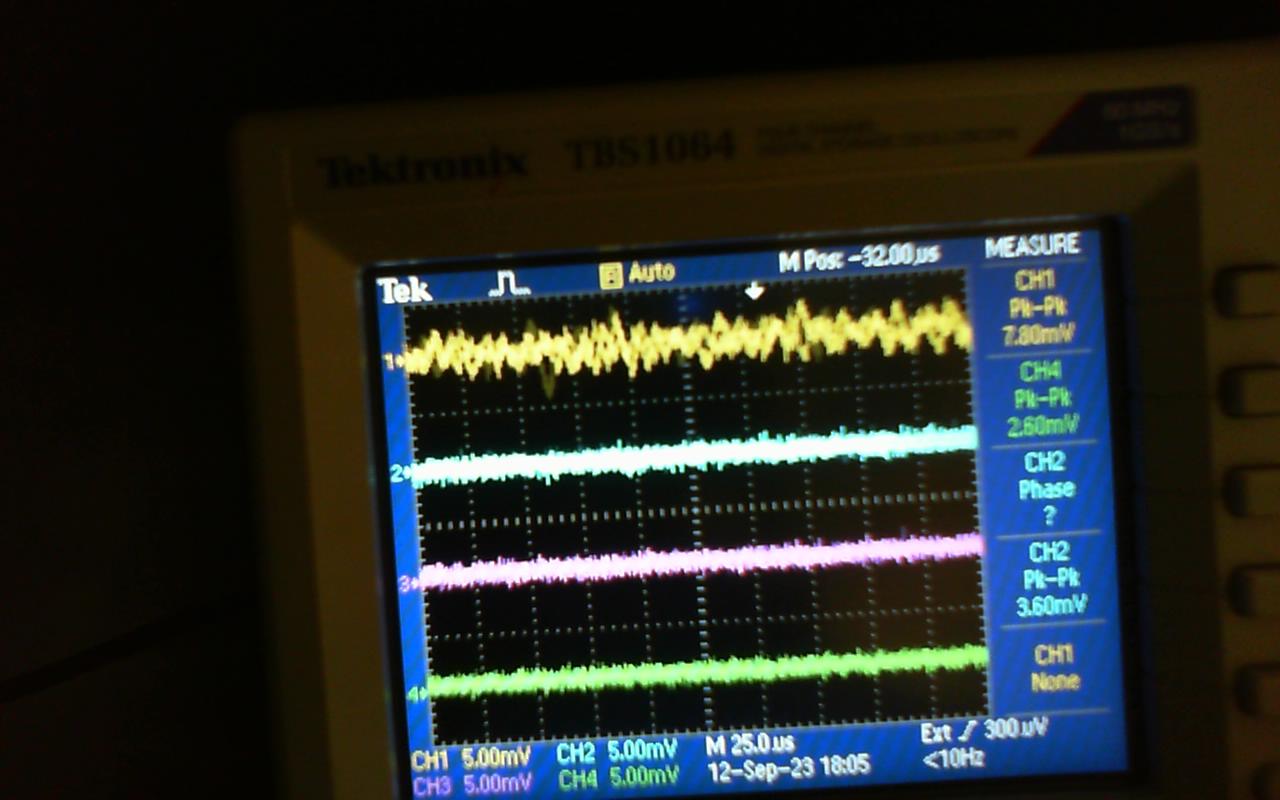 Tektronix TBS1064
Tek Auto M Pos: -32.00us MEASURE
CH1
Pk-Pk
7.80mV
CH4
Pk-Pk
2.60mV
CH2
Phase
?
CH2
Pk-Pk
3.60mV
CH1
None
1
2
3
4
CH1 5.00mV CH2 5.00mV M 25.0us Ext 300uV
CH3 5.00mV CH4 5.00mV 12-Sep-23 18:05 <10Hz